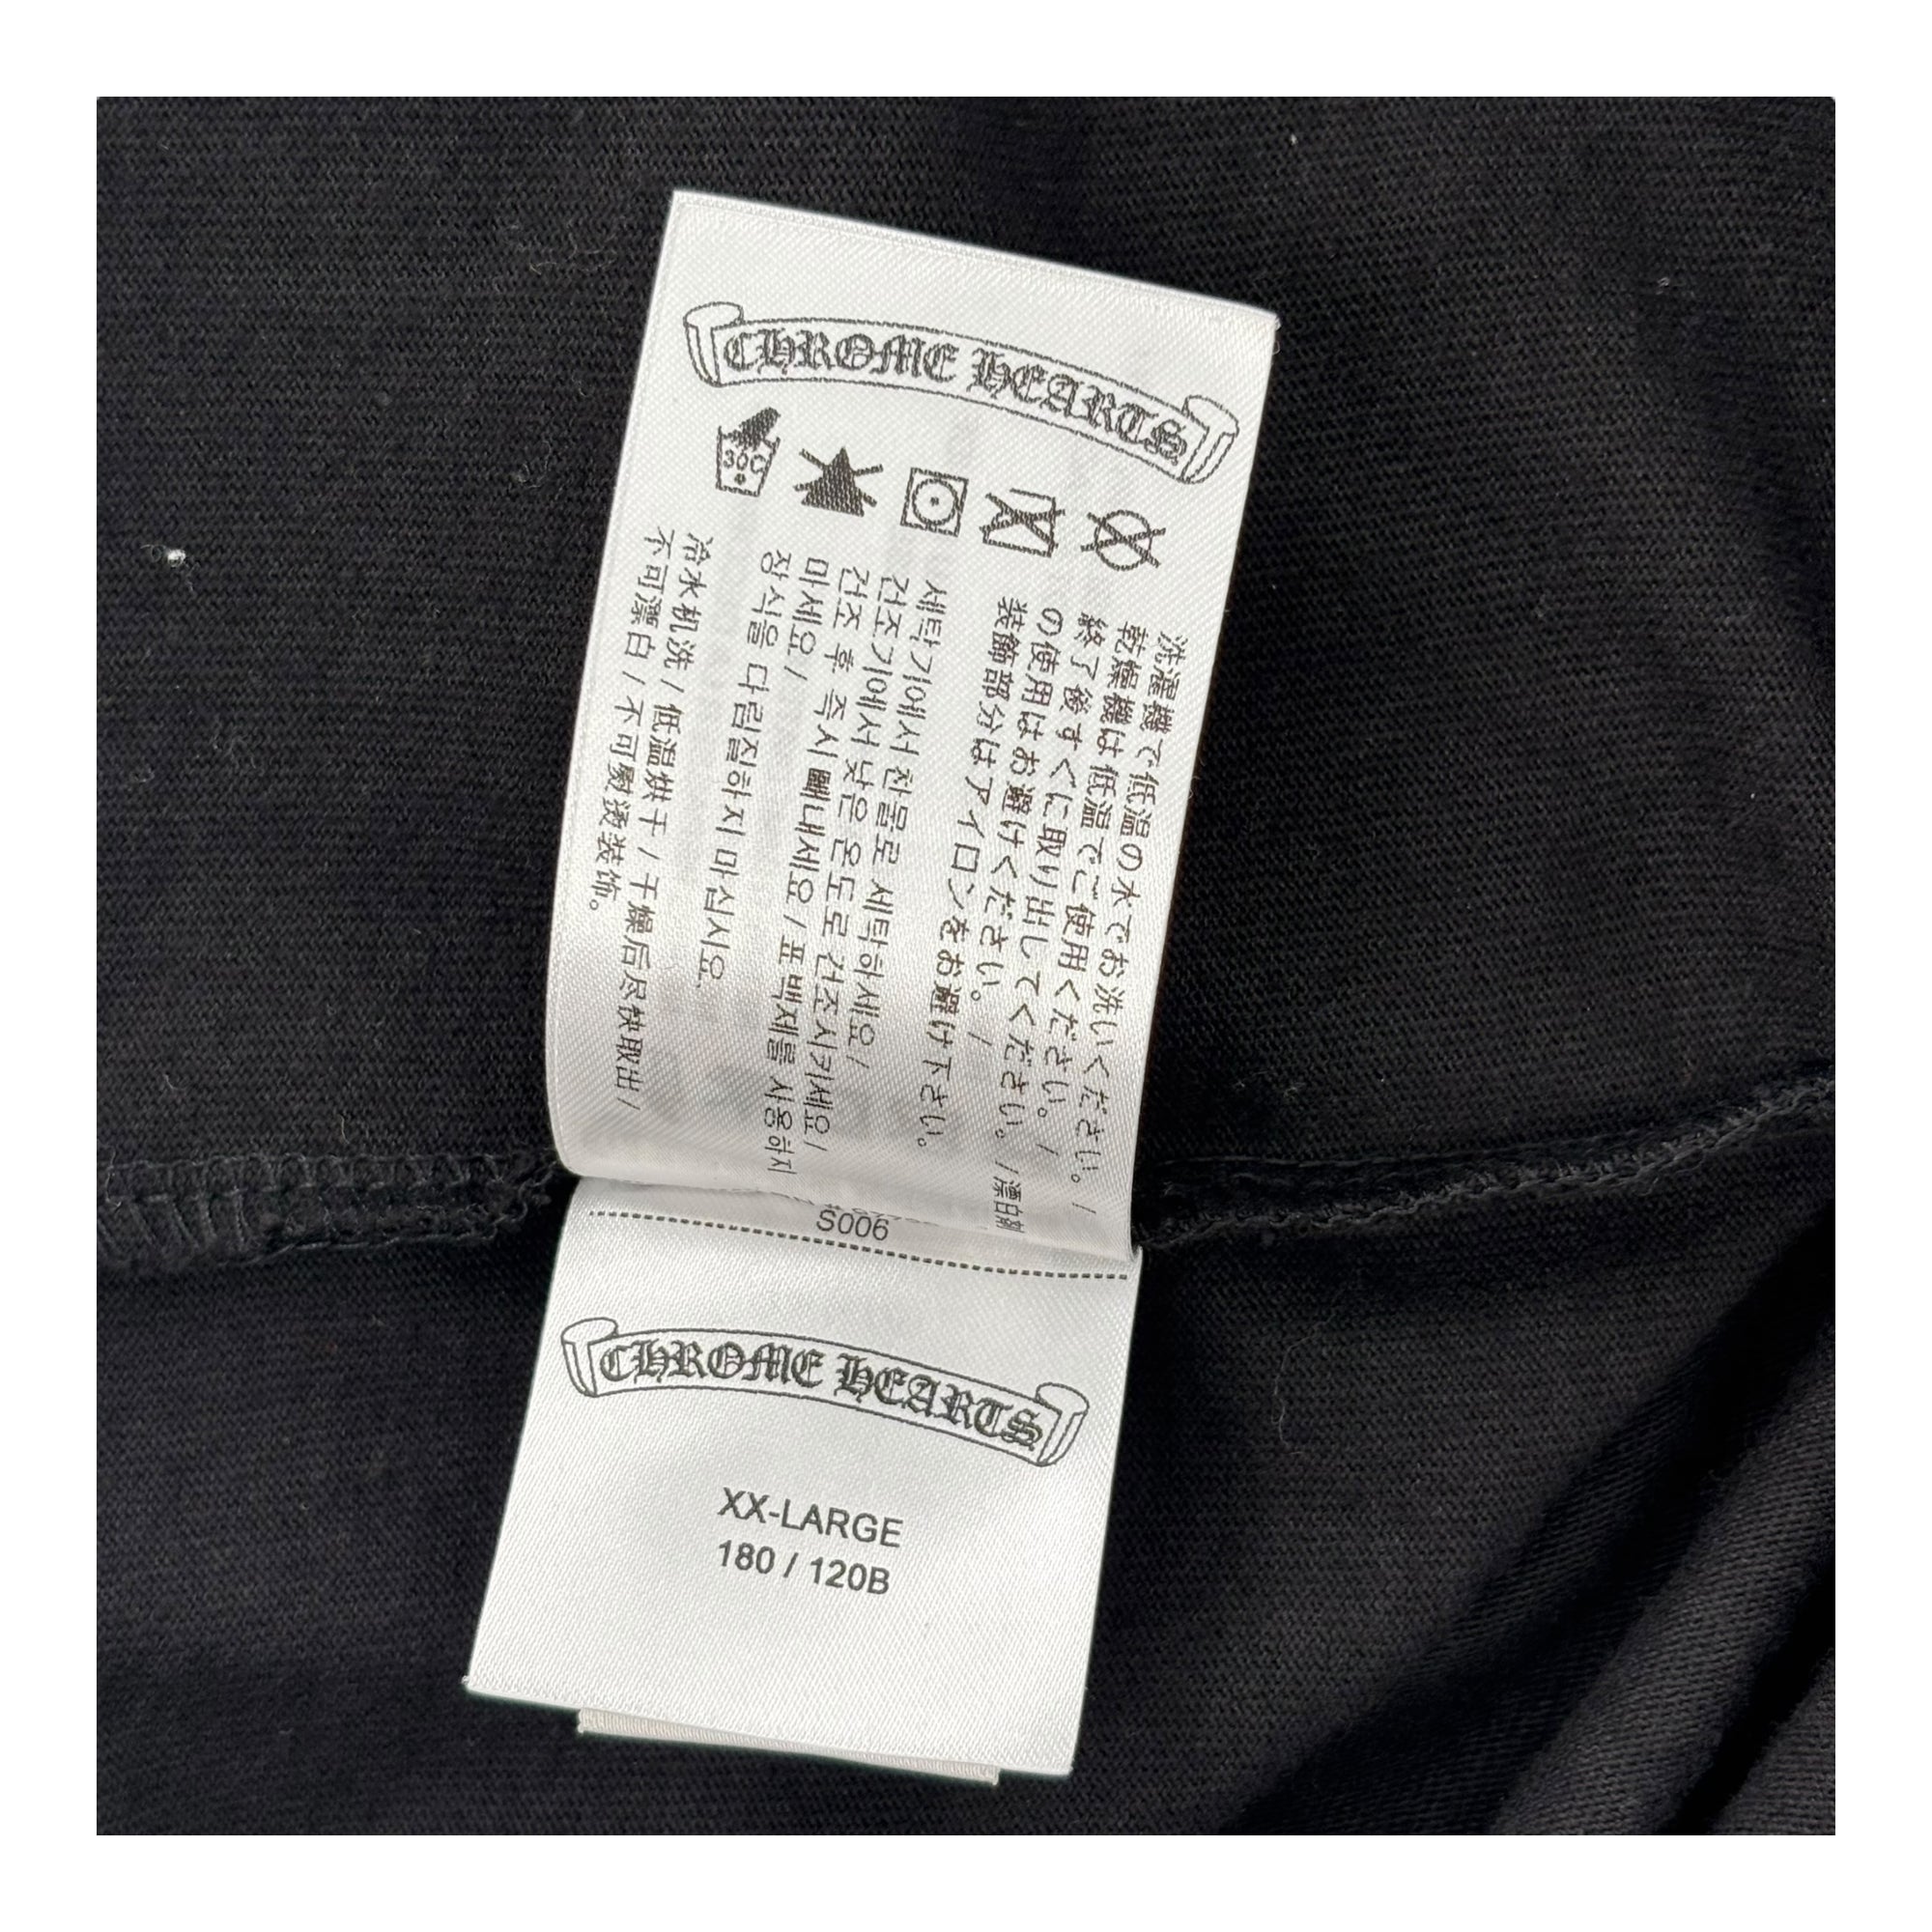 CHROME HEARTS
30C
洗濯機で低温の水でお洗いください。/
乾燥機は低温でご使用ください。/
終了後すぐに取り出してください。/漂白剤
の使用はお避けください。/
装飾部分はアイロンをお避け下さい。
세탁기에서 찬물로 세탁하세요/
건조기에서 낮은 온도로 건조시키세요/
건조 후 즉시 빼내세요/표백제를 사용하지
마세요/
장식을 다림질하지 마십시요.
冷水机洗/低温烘干/干燥后尽快取出/
不可漂白/不可熨烫装饰。
S006
CHROME HEARTS
XX-LARGE
180 / 120B